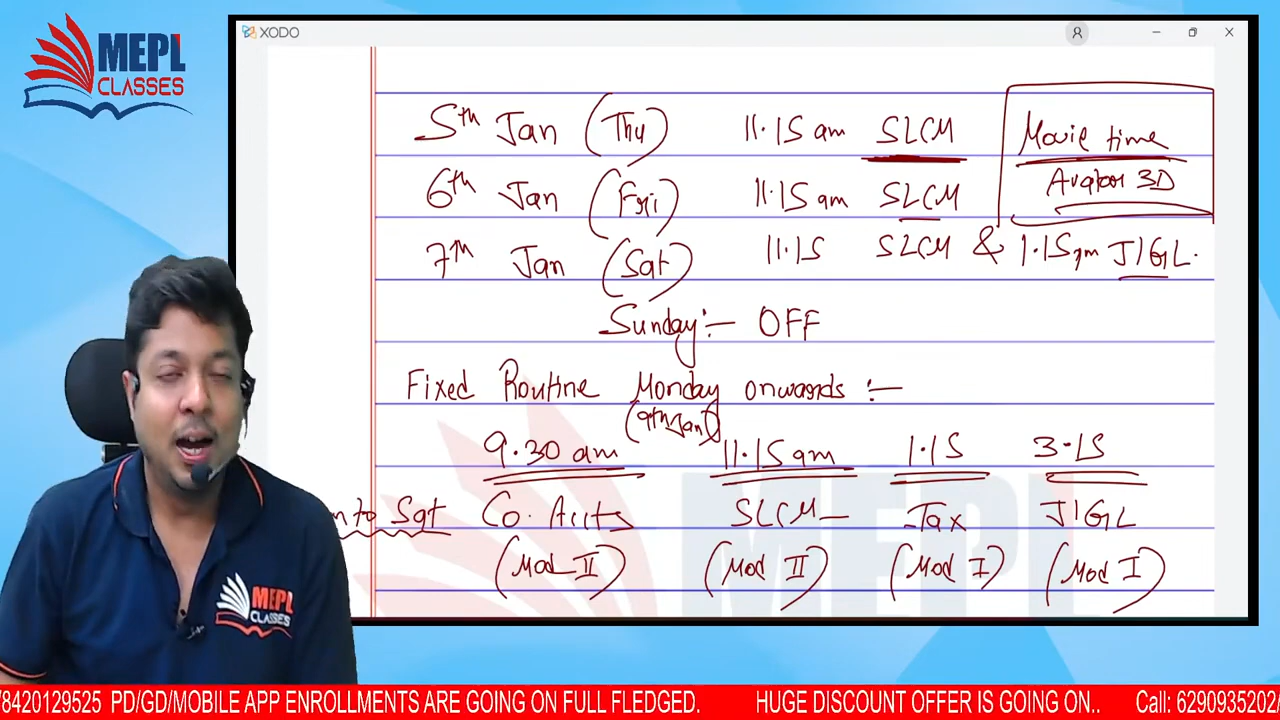 MEPL
CLASSES
XODO
5th Jan (Thu) 11.15 am SLCM
Movie time
Avatar 3D
6th Jan (Fri) 11.15 am SLCM
7th Jan (Sat) 11.15 SLCM & 1.15pm JIGL.
Sunday:- OFF
Fixed Routine Monday onwards :-
(9th Jan)
9.30 am 11.15 am 1.15 3.15
to Sat Co. Accts SLCM Tax JIGL
(Mod II) (Mod II) (Mod I) (Mod I)
MEPL
CLASSES
/8420129525 PD/GD/MOBILE APP ENROLLMENTS ARE GOING ON FULL FLEDGED. HUGE DISCOUNT OFFER IS GOING ON.. Call: 6290935202/